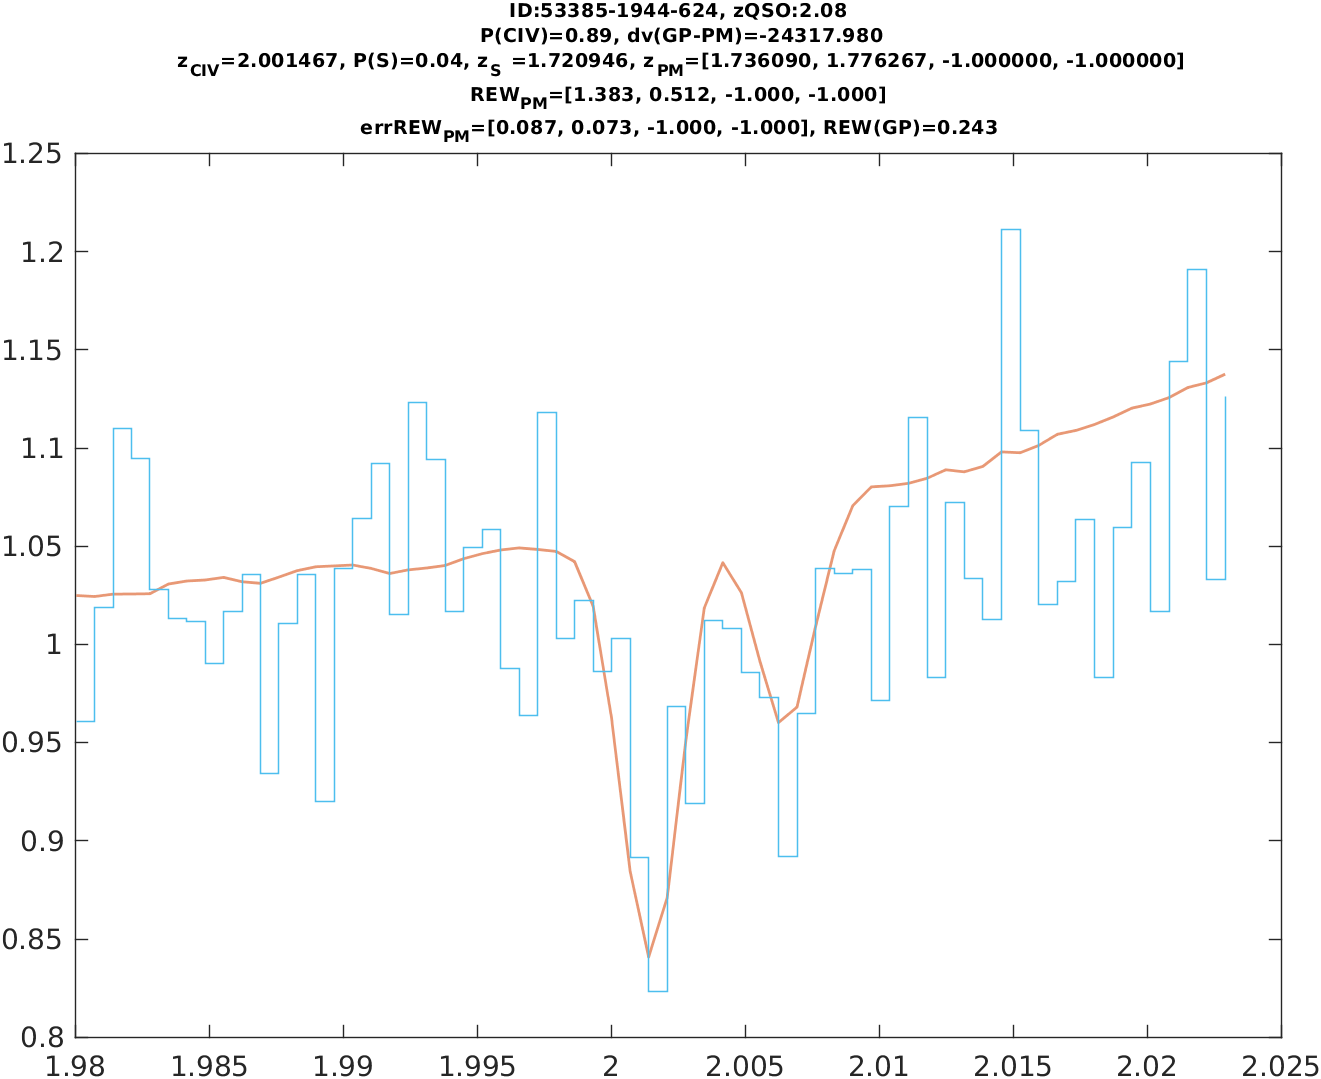 ID:53385-1944-624, zQSO:2.08
P(CIV)=0.89, dv(GP-PM)=-24317.980
zCIV=2.001467, P(S)=0.04, zS =1.720946, zPM=[1.736090, 1.776267, -1.000000, -1.000000]
REWPM=[1.383, 0.512, -1.000, -1.000]
errREWPM=[0.087, 0.073, -1.000, -1.000], REW(GP)=0.243
1.25
1.2
1.15
1.1
1.05
1
0.95
0.9
0.85
0.8
1.98 1.985 1.99 1.995 2 2.005 2.01 2.015 2.02 2.025